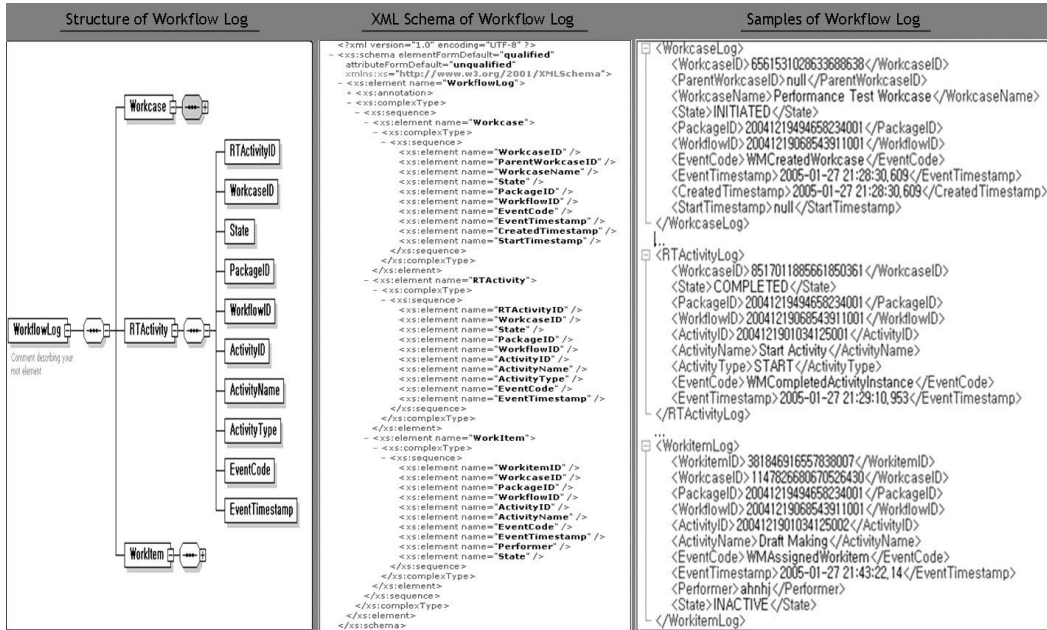 Structure of Workflow Log
XML Schema of Workflow Log
Samples of Workflow Log
Workcase
RTActivityID
WorkcaseID
State
PackageID
WorkflowID
WorkflowLog
RTActivity
Comment describing your
root element
ActivityID
ActivityName
ActivityType
EventCode
EventTimestamp
WorkItem
<?xml version="1.0" encoding="UTF-8" ?>
- <xs:schema elementFormDefault="qualified"
attributeFormDefault="unqualified"
xmlns:xs="http://www.w3.org/2001/XMLSchema">
- <xs:element name="WorkflowLog">
+ <xs:annotation>
- <xs:complexType>
- <xs:sequence>
- <xs:element name="Workcase">
- <xs:complexType>
- <xs:sequence>
<xs:element name="WorkcaseID" />
<xs:element name="ParentWorkcaseID" />
<xs:element name="WorkcaseName" />
<xs:element name="State" />
<xs:element name="PackageID" />
<xs:element name="WorkflowID" />
<xs:element name="EventCode" />
<xs:element name="EventTimestamp" />
<xs:element name="CreatedTimestamp" />
<xs:element name="StartTimestamp" />
</xs:sequence>
</xs:complexType>
</xs:element>
- <xs:element name="RTActivity">
- <xs:complexType>
- <xs:sequence>
<xs:element name="RTActivityID" />
<xs:element name="WorkcaseID" />
<xs:element name="State" />
<xs:element name="PackageID" />
<xs:element name="WorkflowID" />
<xs:element name="ActivityID" />
<xs:element name="ActivityName" />
<xs:element name="ActivityType" />
<xs:element name="EventCode" />
<xs:element name="EventTimestamp" />
</xs:sequence>
</xs:complexType>
</xs:element>
- <xs:element name="WorkItem">
- <xs:complexType>
- <xs:sequence>
<xs:element name="WorkitemID" />
<xs:element name="WorkcaseID" />
<xs:element name="PackageID" />
<xs:element name="WorkflowID" />
<xs:element name="ActivityID" />
<xs:element name="ActivityName" />
<xs:element name="EventCode" />
<xs:element name="EventTimestamp" />
<xs:element name="Performer" />
<xs:element name="State" />
</xs:sequence>
</xs:complexType>
</xs:element>
</xs:sequence>
</xs:complexType>
</xs:element>
</xs:schema>
<WorkcaseLog>
<WorkcaseID>6561531028633688638</WorkcaseID>
<ParentWorkcaseID>null</ParentWorkcaseID>
<WorkcaseName>Performance Test Workcase</WorkcaseName>
<State>INITIATED</State>
<PackageID>20041219494658234001</PackageID>
<WorkflowID>20041219068543911001</WorkflowID>
<EventCode>WMCreatedWorkcase</EventCode>
<EventTimestamp>2005-01-27 21:28:30,609</EventTimestamp>
<CreatedTimestamp>2005-01-27 21:28:30,609</CreatedTimestamp>
<StartTimestamp>null</StartTimestamp>
</WorkcaseLog>
...
<RTActivityLog>
<WorkcaseID>8517011885661850361</WorkcaseID>
<State>COMPLETED</State>
<PackageID>20041219494658234001</PackageID>
<WorkflowID>20041219068543911001</WorkflowID>
<ActivityID>2004121901034125001</ActivityID>
<ActivityName>Start Activity</ActivityName>
<ActivityType>START</ActivityType>
<EventCode>WMCompletedActivityInstance</EventCode>
<EventTimestamp>2005-01-27 21:29:10,953</EventTimestamp>
</RTActivityLog>
...
<WorkitemLog>
<WorkitemID>3818469165578380 07</WorkitemID>
<WorkcaseID>1147826680670526430</WorkcaseID>
<PackageID>20041219494658234001</PackageID>
<WorkflowID>20041219068543911001</WorkflowID>
<ActivityID>2004121901034125002</ActivityID>
<ActivityName>Draft Making</ActivityName>
<EventCode>WMAssignedWorkitem</EventCode>
<EventTimestamp>2005-01-27 21:43:22,14</EventTimestamp>
<Performer>ahnhj</Performer>
<State>INACTIVE</State>
</WorkitemLog>